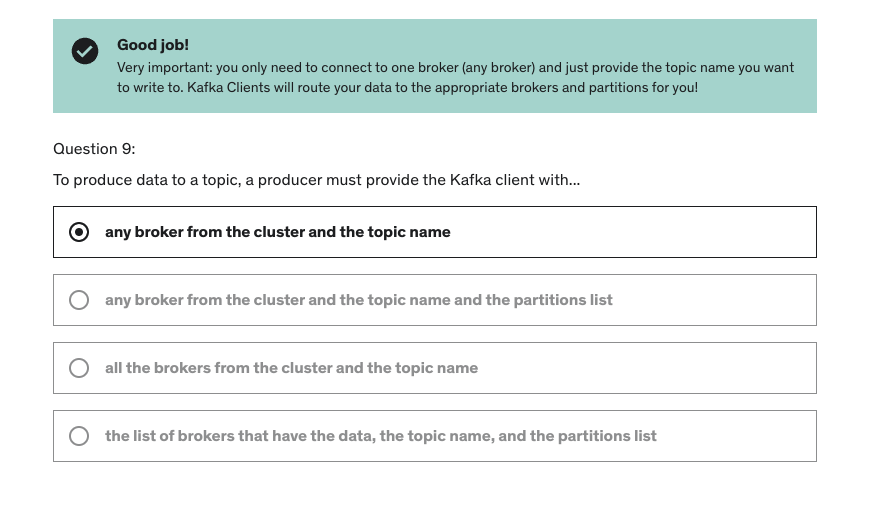 Good job!
Very important: you only need to connect to one broker (any broker) and just provide the topic name you want
to write to. Kafka Clients will route your data to the appropriate brokers and partitions for you!
Question 9:
To produce data to a topic, a producer must provide the Kafka client with...
any broker from the cluster and the topic name
any broker from the cluster and the topic name and the partitions list
all the brokers from the cluster and the topic name
the list of brokers that have the data, the topic name, and the partitions list